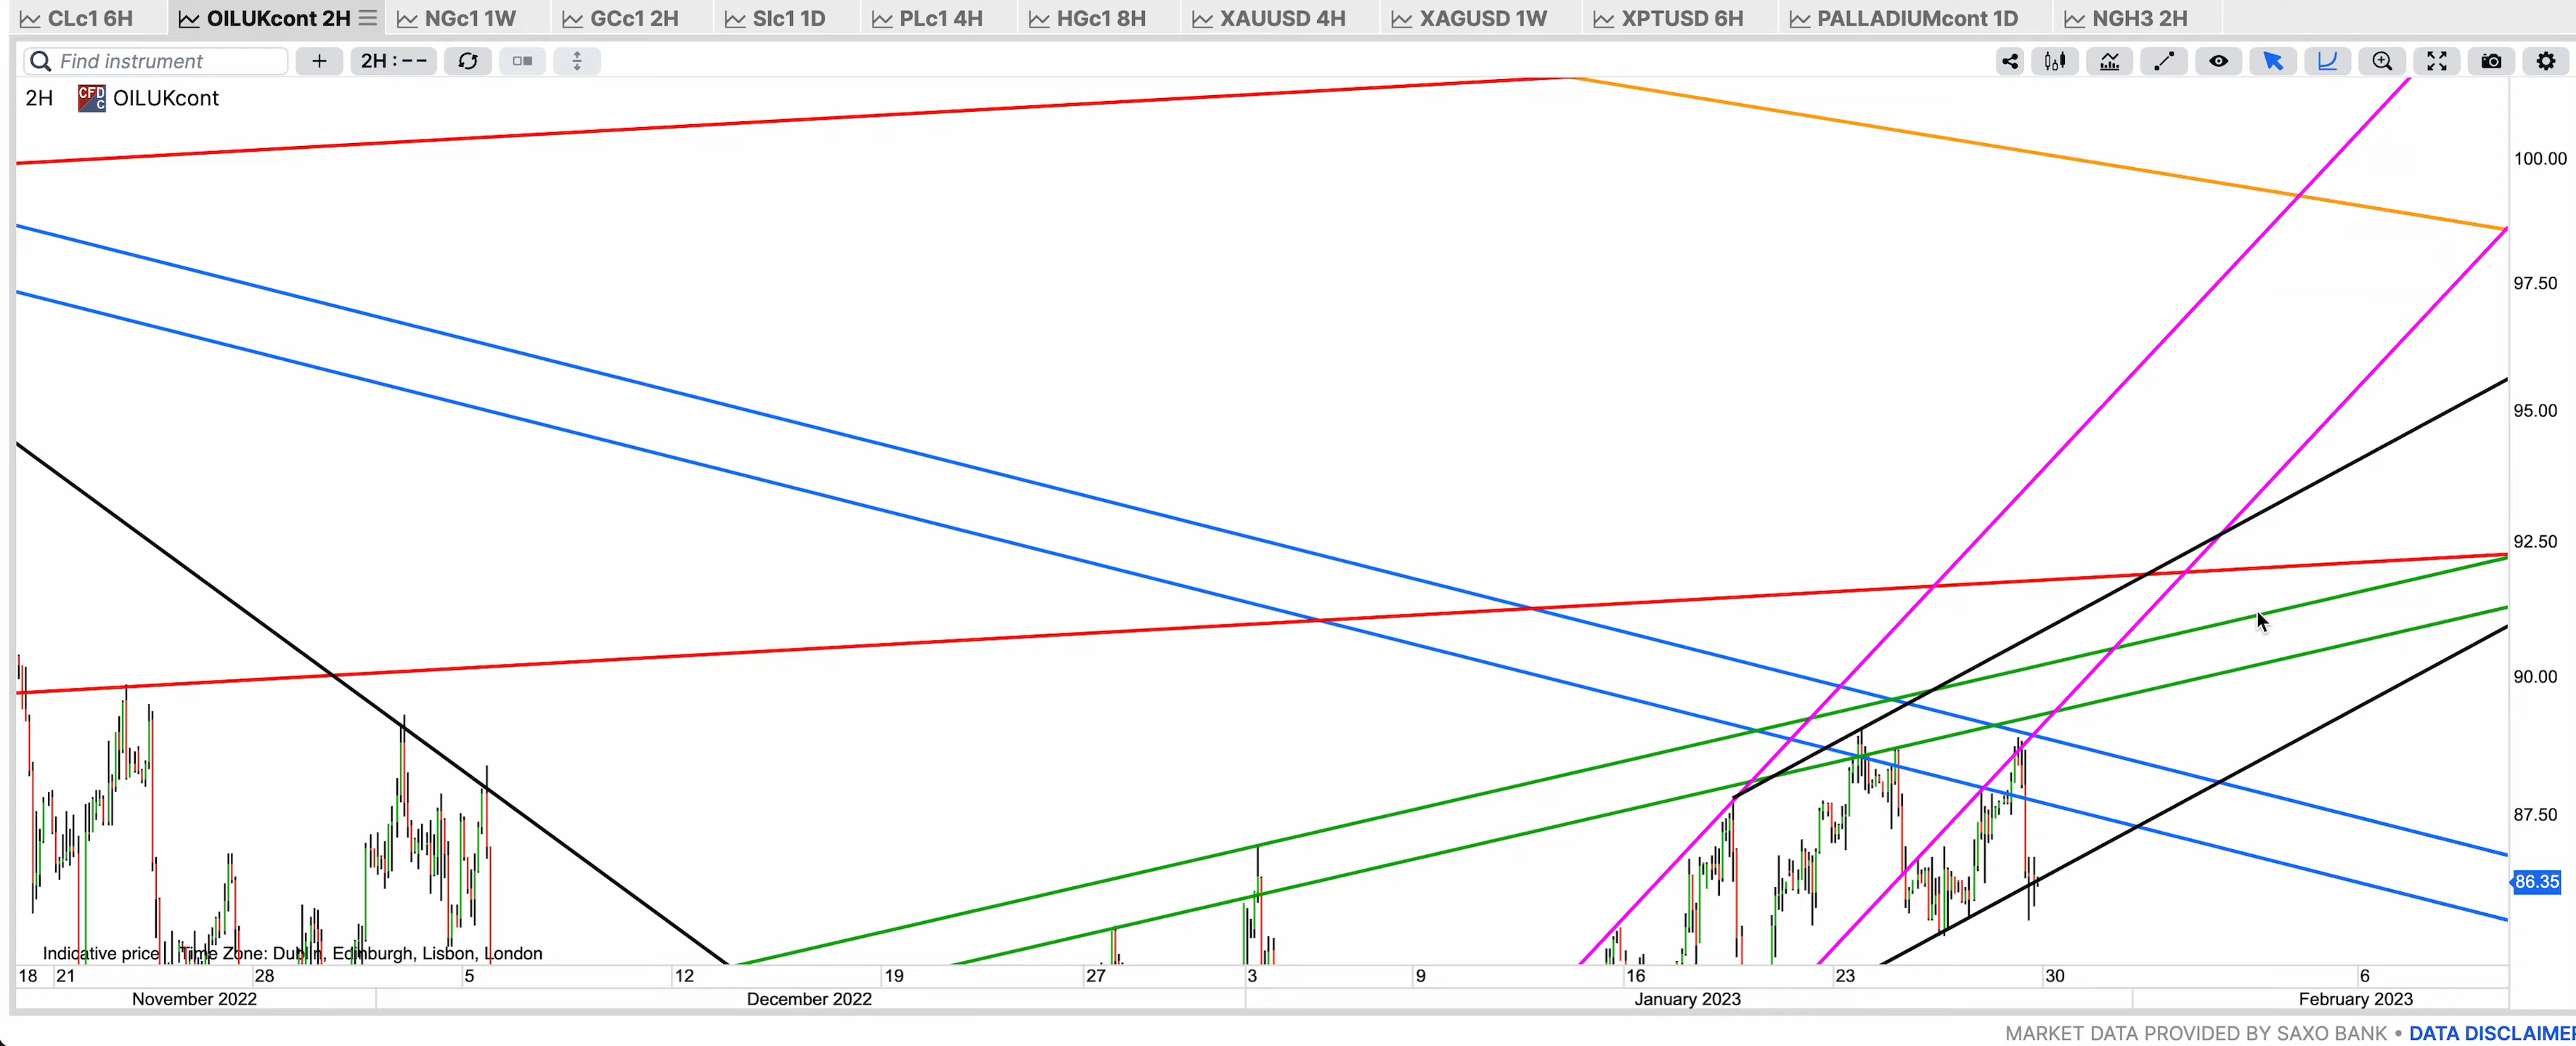 CLc1 6H OILUKcont 2H NGc1 1W GCc1 2H SIc1 1D PLc1 4H HGc1 8H XAUUSD 4H XAGUSD 1W XPTUSD 6H PALLADIUMcont 1D NGH3 2H
Find instrument + 2H : – –
2H CFD C OILUKcont
100.00
97.50
95.00
92.50
90.00
87.50
86.35
Indicative price | Time Zone: Dublin, Edinburgh, Lisbon, London
18 21 28 5 12 19 27 3 9 16 23 30 6
November 2022 December 2022 January 2023 February 2023
MARKET DATA PROVIDED BY SAXO BANK • DATA DISCLAIMER